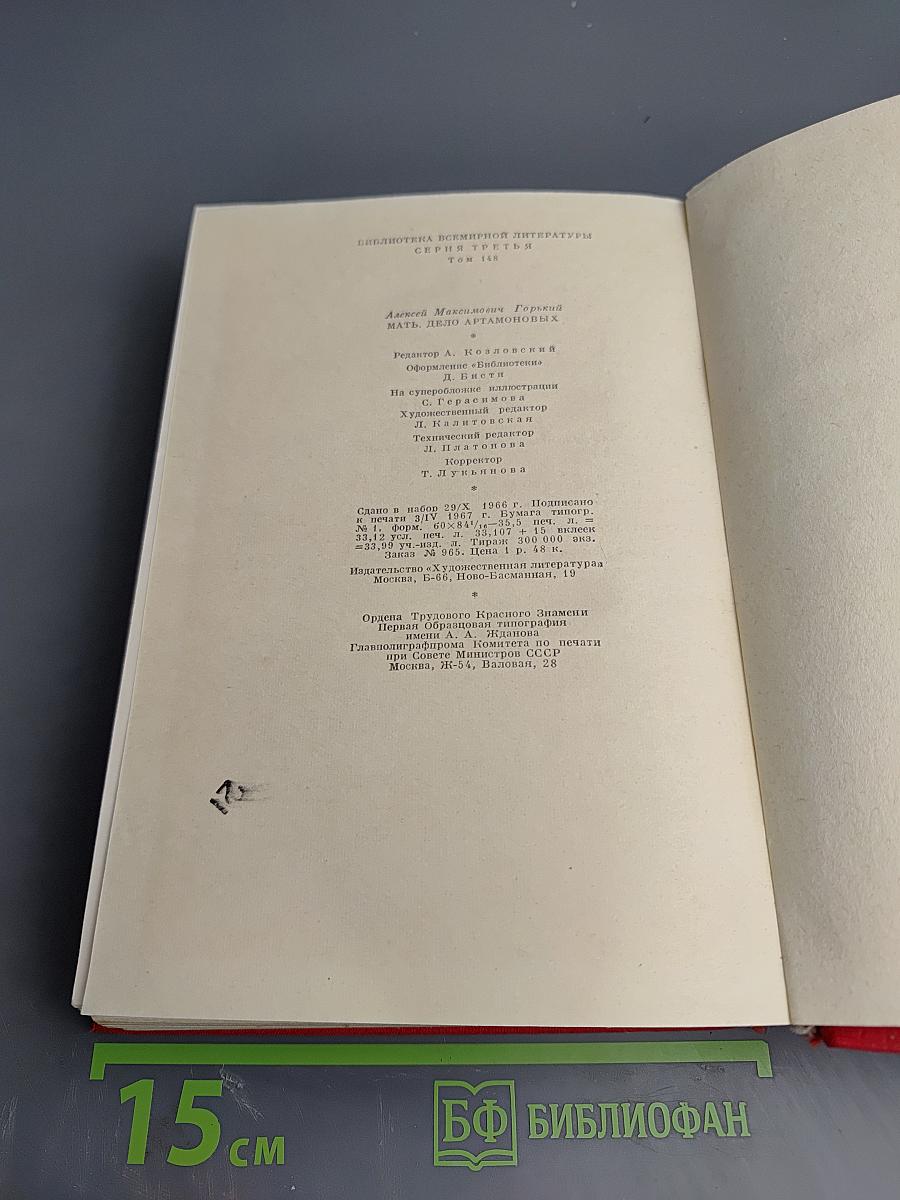 БИБЛИОТЕКА ВСЕМИРНОЙ ЛИТЕРАТУРЫ
СЕРИЯ ТРЕТЬЯ
Том 148
Алексей Максимович Горький
МАТЬ. ДЕЛО АРТАМОНОВЫХ
*
Редактор А. Козловский
Оформление «Библиотеки»
Д. Бисти
На суперобложке иллюстрации
С. Герасимова
Художественный редактор
Л. Калитовская
Технический редактор
Л. Платонова
Корректор
Т. Лукьянова
*
Сдано в набор 29/X 1966 г. Подписано
к печати 3/IV 1967 г. Бумага типогр.
№ 1, форм. 60×84¹/₁₆—35,5 печ. л. =
33,12 усл. печ. л. 33,107 + 15 вклеек
=33,99 уч.-изд. л. Тираж 300 000 экз.
Заказ № 965. Цена 1 р. 48 к.
Издательство «Художественная литература»
Москва, Б-66, Ново-Басманная, 19
*
Ордена Трудового Красного Знамени
Первая Образцовая типография
имени А. А. Жданова
Главполиграфпрома Комитета по печати
при Совете Министров СССР
Москва, Ж-54, Валовая, 28
15 см
БФ БИБЛИОФАН